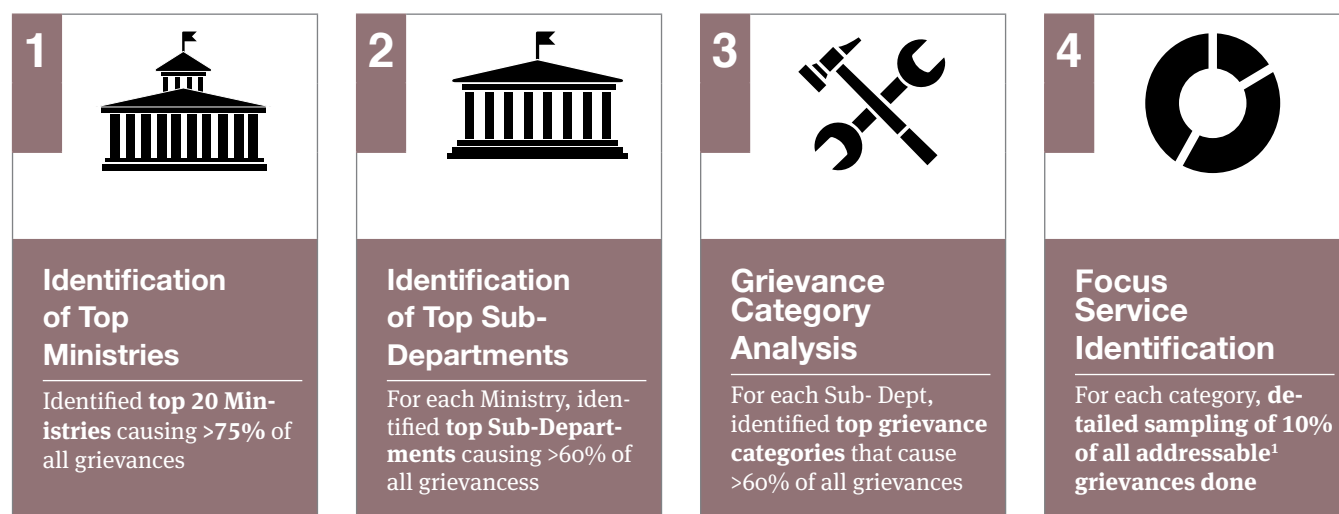 1
Identification
of Top
Ministries
Identified top 20 Min-
istries causing >75% of
all grievances
2
Identification
of Top Sub-
Departments
For each Ministry, iden-
tified top Sub-Depart-
ments causing >60% of
all grievancess
3
Grievance
Category
Analysis
For each Sub- Dept,
identified top grievance
categories that cause
>60% of all grievances
4
Focus
Service
Identification
For each category, de-
tailed sampling of 10%
of all addressable¹
grievances done